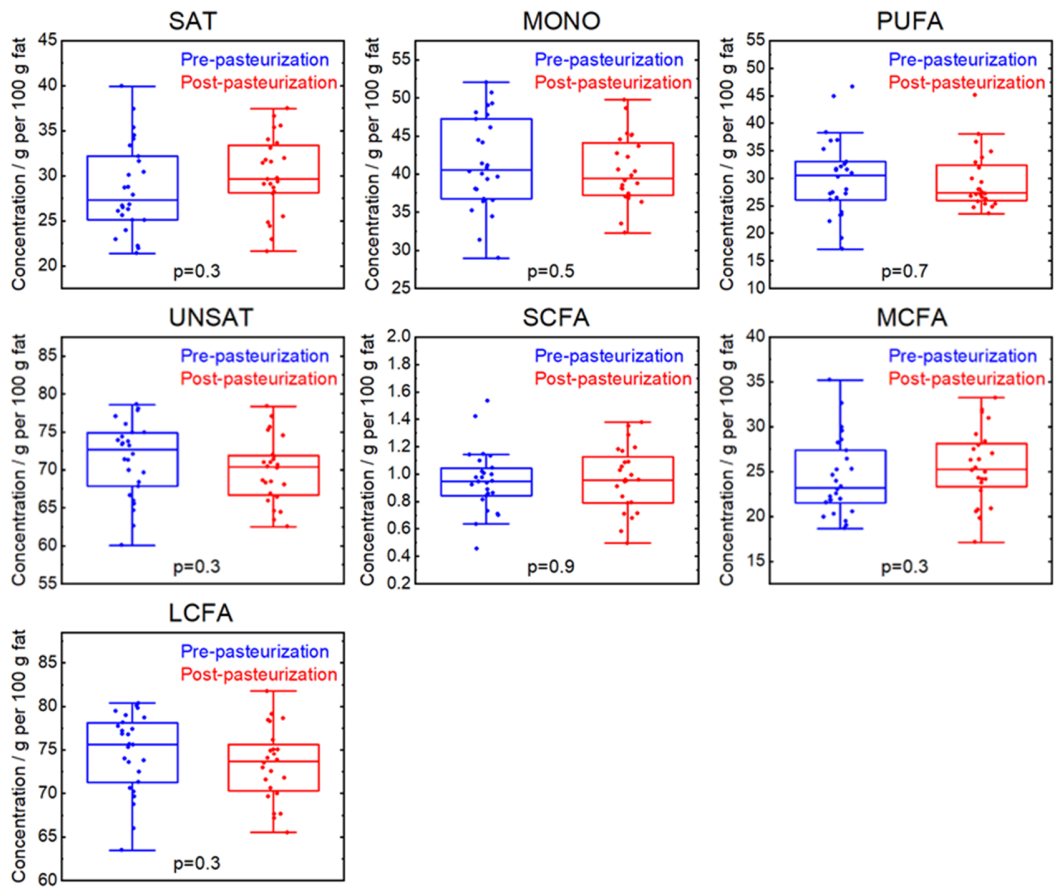 SAT
Concentration / g per 100 g fat
45
40
35
30
25
20
Pre-pasteurization
Post-pasteurization
p=0.3
MONO
Concentration / g per 100 g fat
55
50
45
40
35
30
25
Pre-pasteurization
Post-pasteurization
p=0.5
PUFA
Concentration / g per 100 g fat
55
50
45
40
35
30
25
20
15
10
Pre-pasteurization
Post-pasteurization
p=0.7
UNSAT
Concentration / g per 100 g fat
85
80
75
70
65
60
55
Pre-pasteurization
Post-pasteurization
p=0.3
SCFA
Concentration / g per 100 g fat
2.0
1.8
1.6
1.4
1.2
1.0
0.8
0.6
0.4
0.2
Pre-pasteurization
Post-pasteurization
p=0.9
MCFA
Concentration / g per 100 g fat
40
35
30
25
20
15
Pre-pasteurization
Post-pasteurization
p=0.3
LCFA
Concentration / g per 100 g fat
85
80
75
70
65
60
Pre-pasteurization
Post-pasteurization
p=0.3